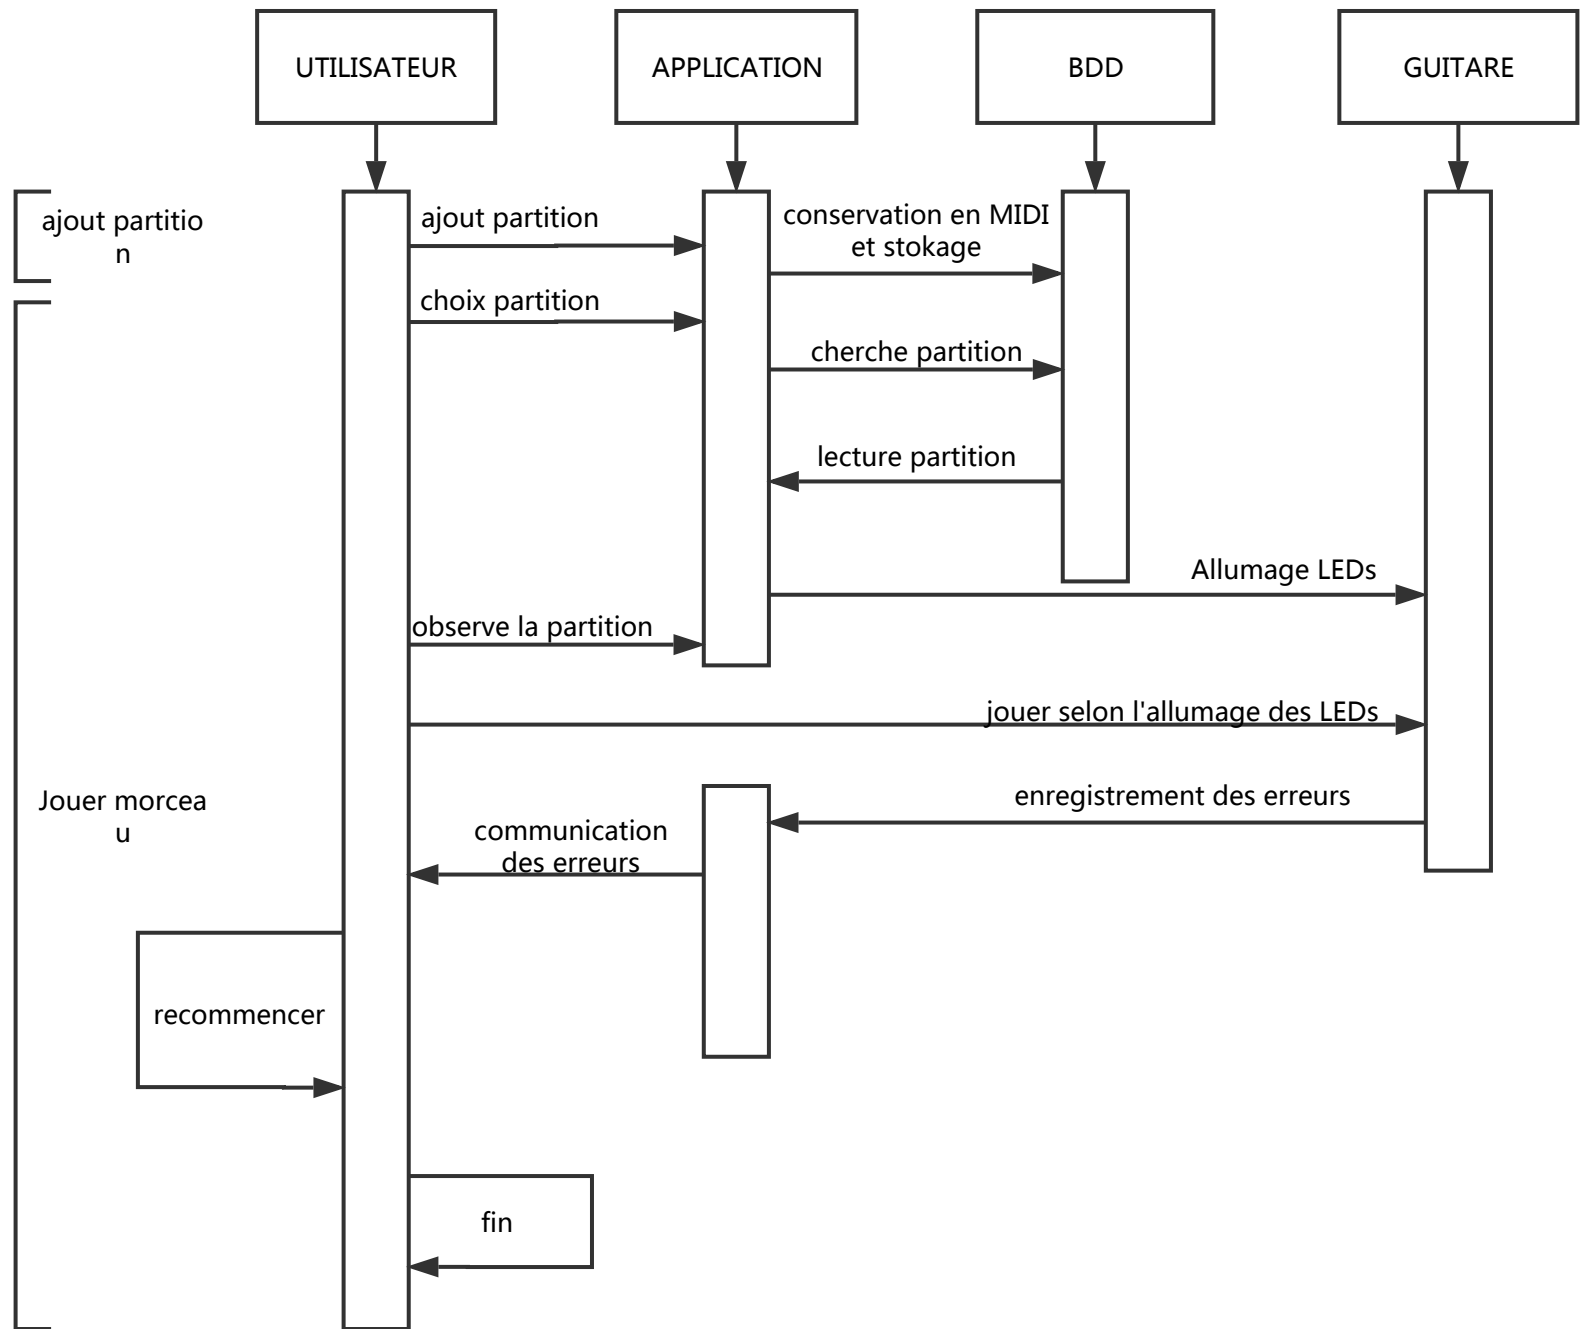 UTILISATEUR
APPLICATION
BDD
GUITARE
ajout partitio
n
ajout partition
conservation en MIDI
et stokage
choix partition
cherche partition
lecture partition
Allumage LEDs
observe la partition
jouer selon l'allumage des LEDs
Jouer morcea
u
enregistrement des erreurs
communication
des erreurs
recommencer
fin